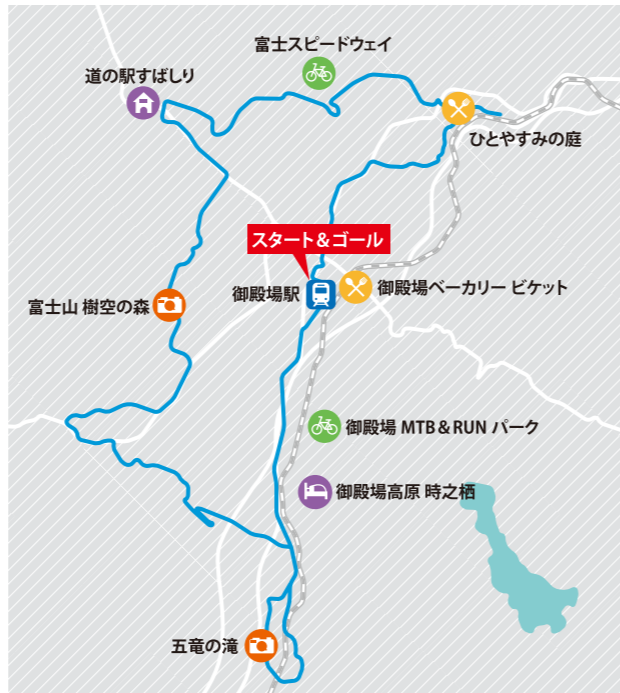 富士スピードウェイ
道の駅すばしり
ひとやすみの庭
スタート＆ゴール
御殿場駅
御殿場ベーカリー ビケット
富士山 樹空の森
御殿場 MTB＆RUN パーク
御殿場高原 時之栖
五竜の滝